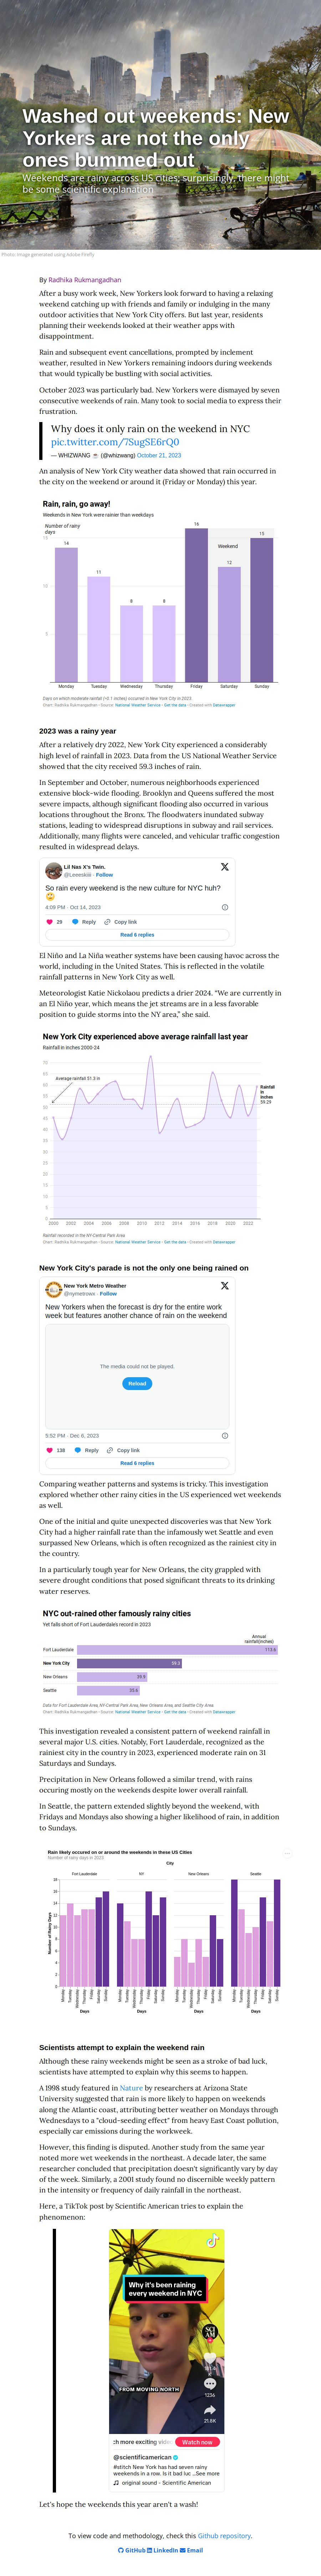 Washed out weekends: New
Yorkers are not the only
ones bummed out
Weekends are rainy across US cities; surprisingly, there might
be some scientific explanation
Photo: Image generated using Adobe Firefly
By Radhika Rukmangadhan
After a busy work week, New Yorkers look forward to having a relaxing
weekend catching up with friends and family or indulging in the many
outdoor activities that New York City offers. But last year, residents
planning their weekends looked at their weather apps with
disappointment.
Rain and subsequent event cancellations, prompted by inclement
weather, resulted in New Yorkers remaining indoors during weekends
that would typically be bustling with social activities.
October 2023 was particularly bad. New Yorkers were dismayed by seven
consecutive weekends of rain. Many took to social media to express their
frustration.
Why does it only rain on the weekend in NYC
pic.twitter.com/7SugSE6rQ0
— WHIZWANG ☕ (@whizwang) October 21, 2023
An analysis of New York City weather data showed that rain occurred in
the city on the weekend or around it (Friday or Monday) this year.
Rain, rain, go away!
Weekends in New York were rainier than weekdays
Number of rainy
days
16
15
15
14
Weekend
12
11
10
8
8
5
Monday Tuesday Wednesday Thursday Friday Saturday Sunday
Days on which moderate rainfall (>0.1 inches) occurred in New York City in 2023.
Chart: Radhika Rukmangadhan • Source: National Weather Service • Get the data • Created with Datawrapper
2023 was a rainy year
After a relatively dry 2022, New York City experienced a considerably
high level of rainfall in 2023. Data from the US National Weather Service
showed that the city received 59.3 inches of rain.
In September and October, numerous neighborhoods experienced
extensive block-wide flooding. Brooklyn and Queens suffered the most
severe impacts, although significant flooding also occurred in various
locations throughout the Bronx. The floodwaters inundated subway
stations, leading to widespread disruptions in subway and rail services.
Additionally, many flights were canceled, and vehicular traffic congestion
resulted in widespread delays.
Lil Nas X's Twin.
@Leeeskiii · Follow
So rain every weekend is the new culture for NYC huh?
🙄
4:09 PM · Oct 14, 2023
29 Reply Copy link
Read 6 replies
El Niño and La Niña weather systems have been causing havoc across the
world, including in the United States. This is reflected in the volatile
rainfall patterns in New York City as well.
Meteorologist Katie Nickolaou predicts a drier 2024. “We are currently in
an El Niño year, which means the jet streams are in a less favorable
position to guide storms into the NY area,” she said.
New York City experienced above average rainfall last year
Rainfall in inches 2000-24
70
65
60
Average rainfall 51.3 in
55
50
45
40
35
30
25
20
15
10
5
0
Rainfall
in
inches
59.29
2000 2002 2004 2006 2008 2010 2012 2014 2016 2018 2020 2022
Rainfall recorded in the NY-Central Park Area
Chart: Radhika Rukmangadhan • Source: National Weather Service • Get the data • Created with Datawrapper
New York City's parade is not the only one being rained on
New York Metro Weather
@nymetrowx · Follow
New Yorkers when the forecast is dry for the entire work
week but features another chance of rain on the weekend
The media could not be played.
Reload
5:52 PM · Dec 6, 2023
138 Reply Copy link
Read 6 replies
Comparing weather patterns and systems is tricky. This investigation
explored whether other rainy cities in the US experienced wet weekends
as well.
One of the initial and quite unexpected discoveries was that New York
City had a higher rainfall rate than the infamously wet Seattle and even
surpassed New Orleans, which is often recognized as the rainiest city in
the country.
In a particularly tough year for New Orleans, the city grappled with
severe drought conditions that posed significant threats to its drinking
water reserves.
NYC out-rained other famously rainy cities
Yet falls short of Fort Lauderdale's record in 2023
Annual
rainfall(inches)
Fort Lauderdale 113.6
New York City 59.3
New Orleans 39.9
Seattle 35.6
Data for Fort Lauderdale Area, NY-Central Park Area, New Orleans Area, and Seattle City Area.
Chart: Radhika Rukmangadhan • Source: National Weather Service • Get the data • Created with Datawrapper
This investigation revealed a consistent pattern of weekend rainfall in
several major U.S. cities. Notably, Fort Lauderdale, recognized as the
rainiest city in the country in 2023, experienced moderate rain on 31
Saturdays and Sundays.
Precipitation in New Orleans followed a similar trend, with rains
occuring mostly on the weekends despite lower overall rainfall.
In Seattle, the pattern extended slightly beyond the weekend, with
Fridays and Mondays also showing a higher likelihood of rain, in addition
to Sundays.
Rain likely occured on or around the weekends in these US Cities
Number of rainy days in 2023
City
Fort Lauderdale NY New Orleans Seattle
Number of Rainy Days
18
16
14
12
10
8
6
4
2
0
Monday Tuesday Wednesday Thursday Friday Saturday Sunday
Monday Tuesday Wednesday Thursday Friday Saturday Sunday
Monday Tuesday Wednesday Thursday Friday Saturday Sunday
Monday Tuesday Wednesday Thursday Friday Saturday Sunday
Days Days Days Days
Scientists attempt to explain the weekend rain
Although these rainy weekends might be seen as a stroke of bad luck,
scientists have attempted to explain why this seems to happen.
A 1998 study featured in Nature by researchers at Arizona State
University suggested that rain is more likely to happen on weekends
along the Atlantic coast, attributing better weather on Mondays through
Wednesdays to a "cloud-seeding effect" from heavy East Coast pollution,
especially car emissions during the workweek.
However, this finding is disputed. Another study from the same year
noted more wet weekends in the northeast. A decade later, the same
researcher concluded that precipitation doesn't significantly vary by day
of the week. Similarly, a 2001 study found no discernible weekly pattern
in the intensity or frequency of daily rainfall in the northeast.
Here, a TikTok post by Scientific American tries to explain the
phenomenon:
Why it's been raining
every weekend in NYC
SCI
AM
1236
21.8K
FROM MOVING NORTH
ch more exciting video
Watch now
@scientificamerican
#stitch New York has had seven rainy
weekends in a row. Is it bad luc ...See more
original sound - Scientific American
Let's hope the weekends this year aren't a wash!
To view code and methodology, check this Github repository.
GitHub LinkedIn Email